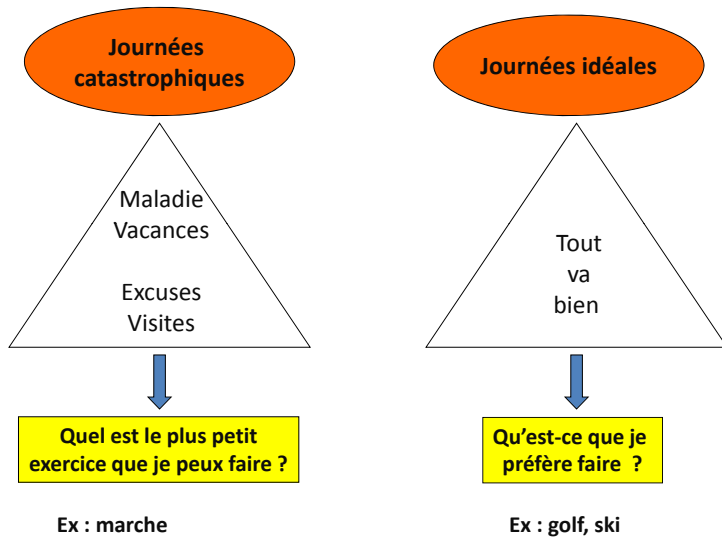 Journées
catastrophiques
Maladie
Vacances
Excuses
Visites
Quel est le plus petit
exercice que je peux faire ?
Ex : marche
Journées idéales
Tout
va
bien
Qu’est-ce que je
préfère faire  ?
Ex : golf, ski